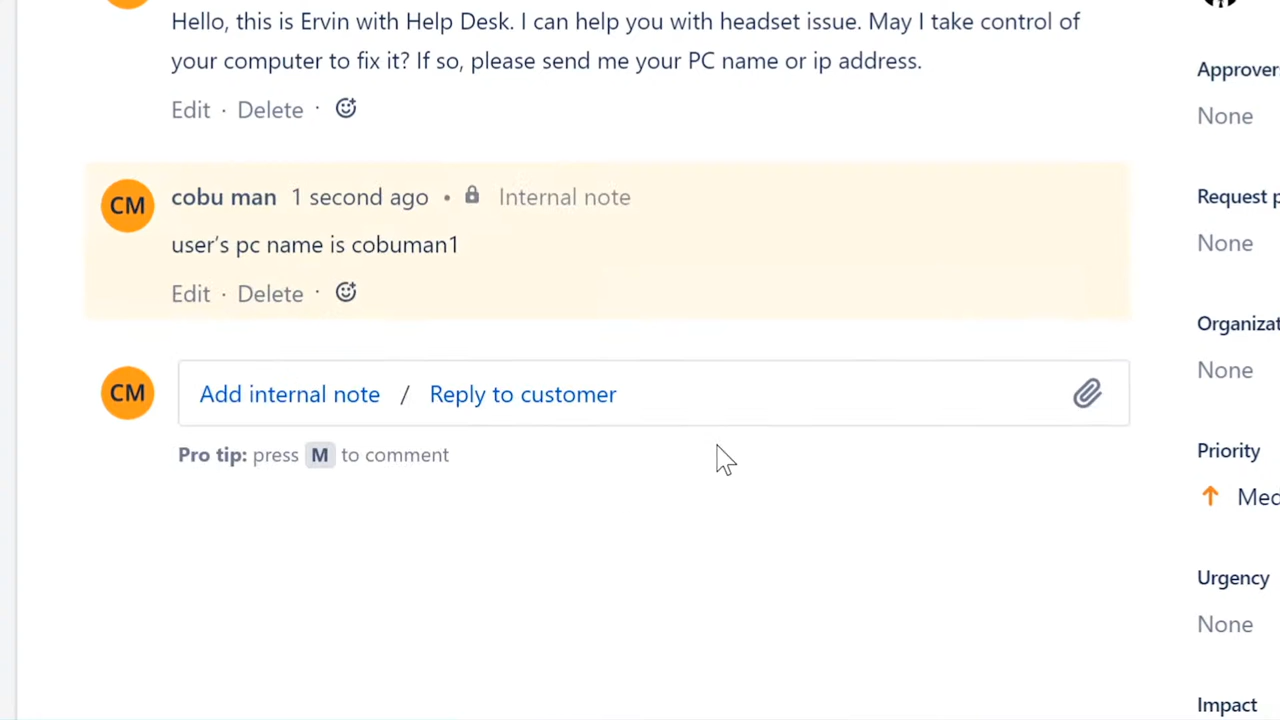 Hello, this is Ervin with Help Desk. I can help you with headset issue. May I take control of
your computer to fix it? If so, please send me your PC name or ip address.
Edit · Delete ·
CM
cobu man 1 second ago • Internal note
user's pc name is cobuman1
Edit · Delete ·
CM
Add internal note / Reply to customer
Pro tip: press M to comment
Approver
None
Request p
None
Organizat
None
Priority
Med
Urgency
None
Impact